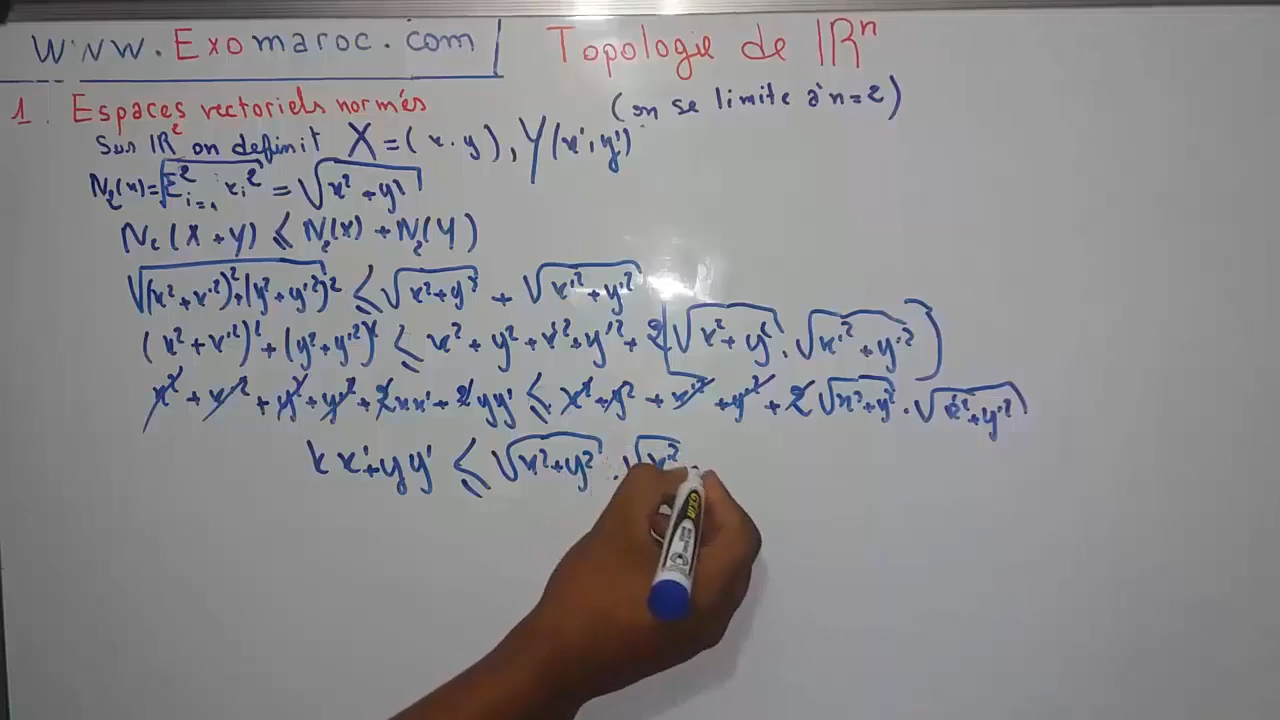 www.Exomaroc.com
Topologie de ℝⁿ
(on se limite à n=2)
1. Espaces vectoriels normés
Sur ℝ² on definit X=(x.y), Y(x',y')
N₂(x)=√(Σ²ᵢ₌₁ xᵢ²) = √(x²+y²)
N₂(X+Y) ≤ N₂(X)+N₂(Y)
√((x²+x'²)²+(y²+y'²)²) ≤ √(x²+y²) + √(x'²+y'²)
(x²+x'²)²+(y²+y'²)² ≤ x²+y²+x'²+y'²+2(√(x²+y²).√(x'²+y'²))
x²+x'²+y²+y'²+2xx'+2yy' ≤ x²+y²+x'²+y'²+2√(x²+y²).√(x'²+y'²)
xx'+yy' ≤ √(x²+y²).√x²
GXIN